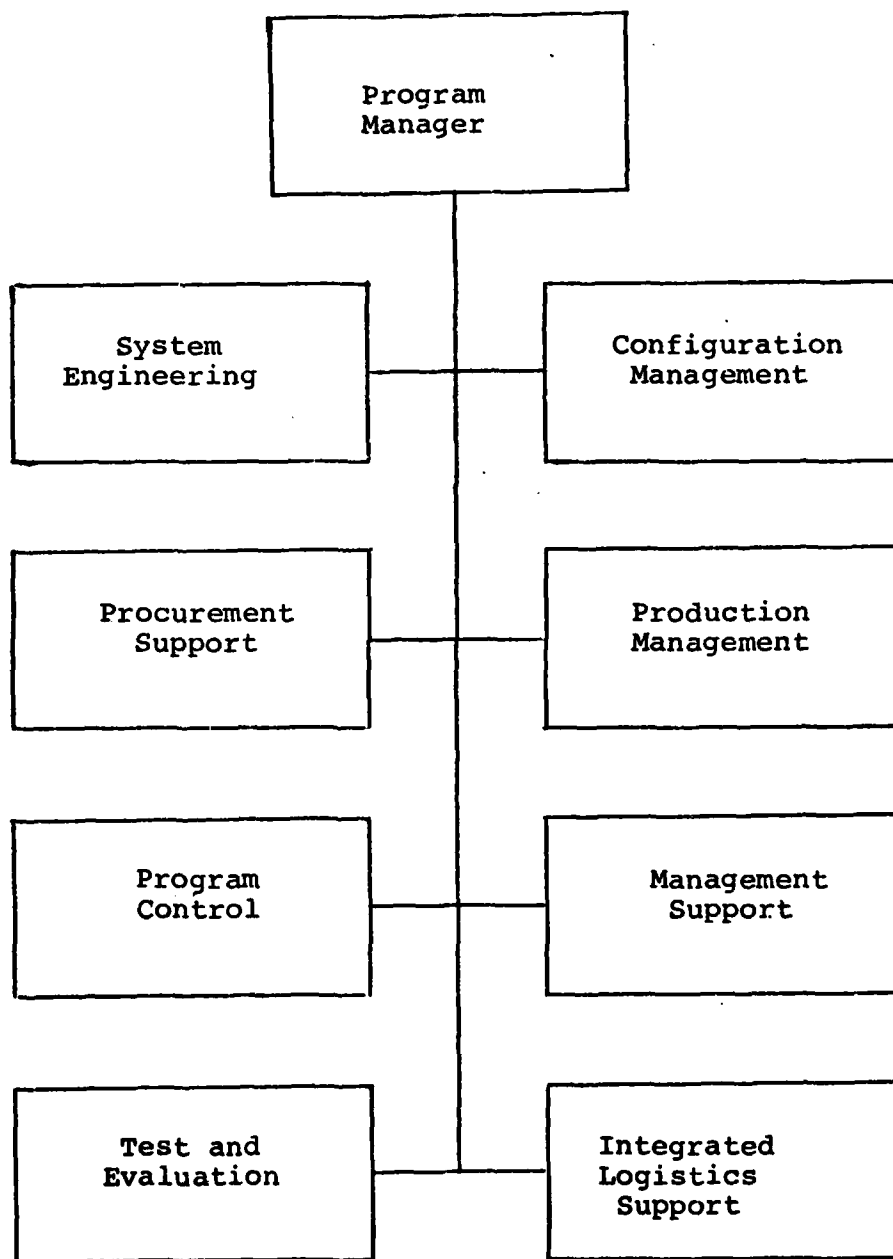 Program
Manager
System
Engineering
Configuration
Management
Procurement
Support
Production
Management
Program
Control
Management
Support
Test and
Evaluation
Integrated
Logistics
Support